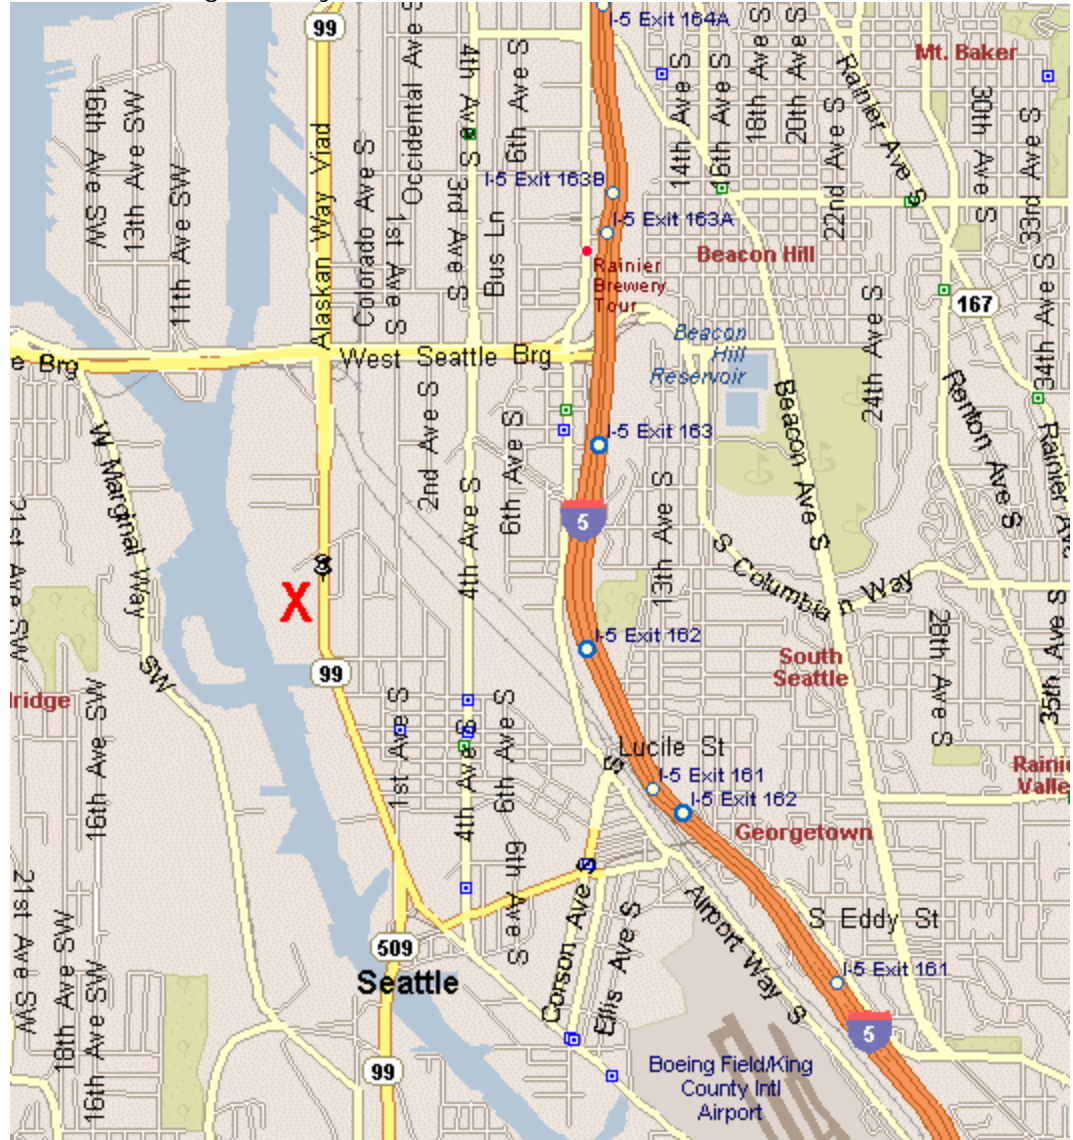 I-5 Exit 164A
99
Mt. Baker
Occidental Ave S
4th Ave S
6th Ave S
14th Ave S
16th Ave S
18th Ave S
20th Ave S
Rainier Ave S
30th Ave S
33rd Ave S
16th Ave SW
13th Ave SW
11th Ave SW
Alaskan Way Viad
Colorado Ave S
1st Ave S
3rd Ave S
Bus Ln
22nd Ave S
I-5 Exit 163B
I-5 Exit 163A
Beacon Hill
Rainier
Brewery
Tour
167
24th Ave S
34th Ave S
Beacon
Hill
Reservoir
e Brg
West Seattle Brg
2nd Ave S
6th Ave S
4th Ave S
I-5 Exit 163
Beacon Ave S
Renton Ave S
Rainier Av
W Marginal Way SW
21st Ave SW
5
13th Ave S
S Columbian Way
X
I-5 Exit 162
South
Seattle
28th Ave S
35th Ave S
99
lridge
16th Ave SW
1st Ave S
4th Ave S
6th Ave S
S Lucile St
I-5 Exit 161
I-5 Exit 162
Rainie
Valle
Georgetown
21st Ave SW
18th Ave SW
16th Ave SW
6th Ave S
Corson Ave S
Ellis Ave S
Airport Way S
S Eddy St
509
Seattle
I-5 Exit 161
5
99
Boeing Field/King
County Intl
Airport